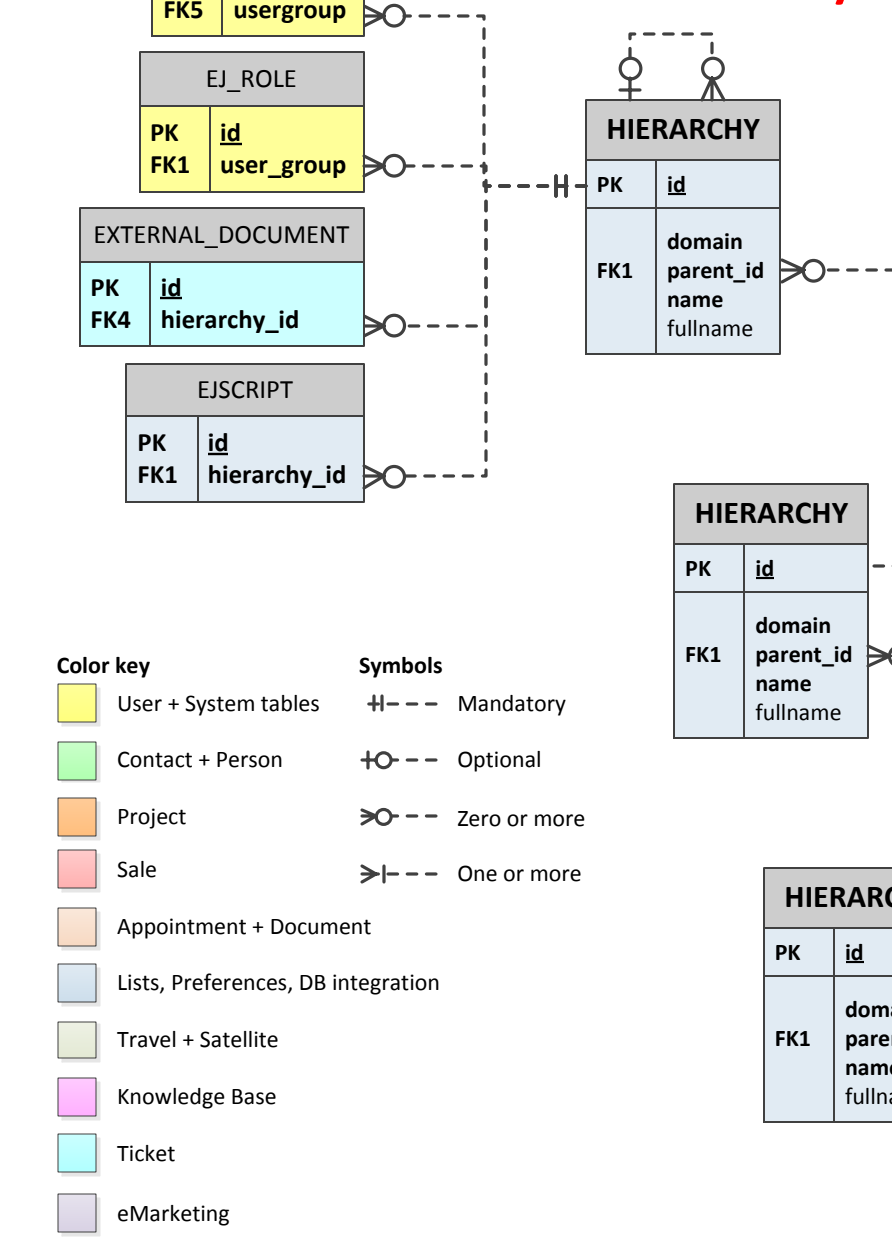 FK5 usergroup
EJ_ROLE
PK id
FK1 user_group
EXTERNAL_DOCUMENT
PK id
FK4 hierarchy_id
EJSCRIPT
PK id
FK1 hierarchy_id
HIERARCHY
PK id
domain
FK1 parent_id
name
fullname
HIERARCHY
PK id
domain
FK1 parent_id
name
fullname
Color key
User + System tables
Contact + Person
Project
Sale
Appointment + Document
Lists, Preferences, DB integration
Travel + Satellite
Knowledge Base
Ticket
eMarketing
Symbols
Mandatory
Optional
Zero or more
One or more
PK id
FK1